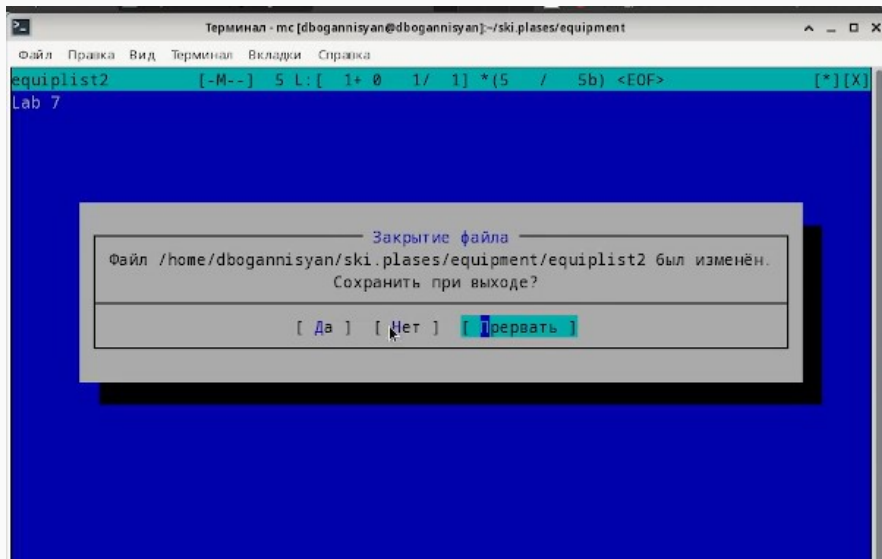 Терминал - mc [dbogannisyan@dbogannisyan]:~/ski.plases/equipment
Файл Правка Вид Терминал Вкладки Справка
equiplist2 [-M--] 5 L:[ 1+ 0 1/ 1] *(5 / 5b) <EOF> [*][X]
Lab 7
Закрытие файла
Файл /home/dbogannisyan/ski.plases/equipment/equiplist2 был изменён.
Сохранить при выходе?
[ Да ] [ Нет ] [ Прервать ]